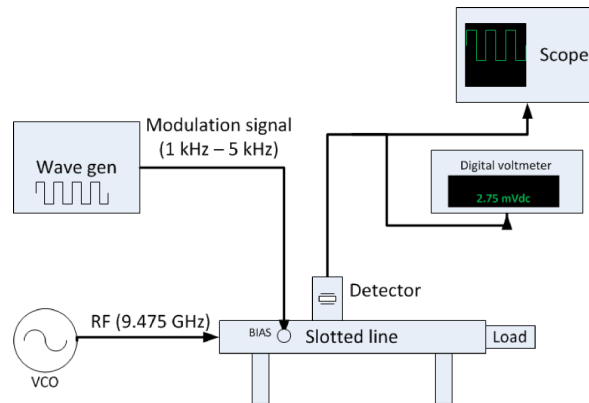 Scope
Modulation signal
(1 kHz – 5 kHz)
Wave gen
Digital voltmeter
2.75 mVdc
Detector
RF (9.475 GHz)
BIAS
Slotted line
Load
VCO